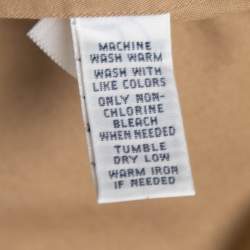 MACHINE
WASH WARM
WASH WITH
LIKE COLORS
ONLY NON-
CHLORINE
BLEACH
WHEN NEEDED
TUMBLE
DRY LOW
WARM IRON
IF NEEDED